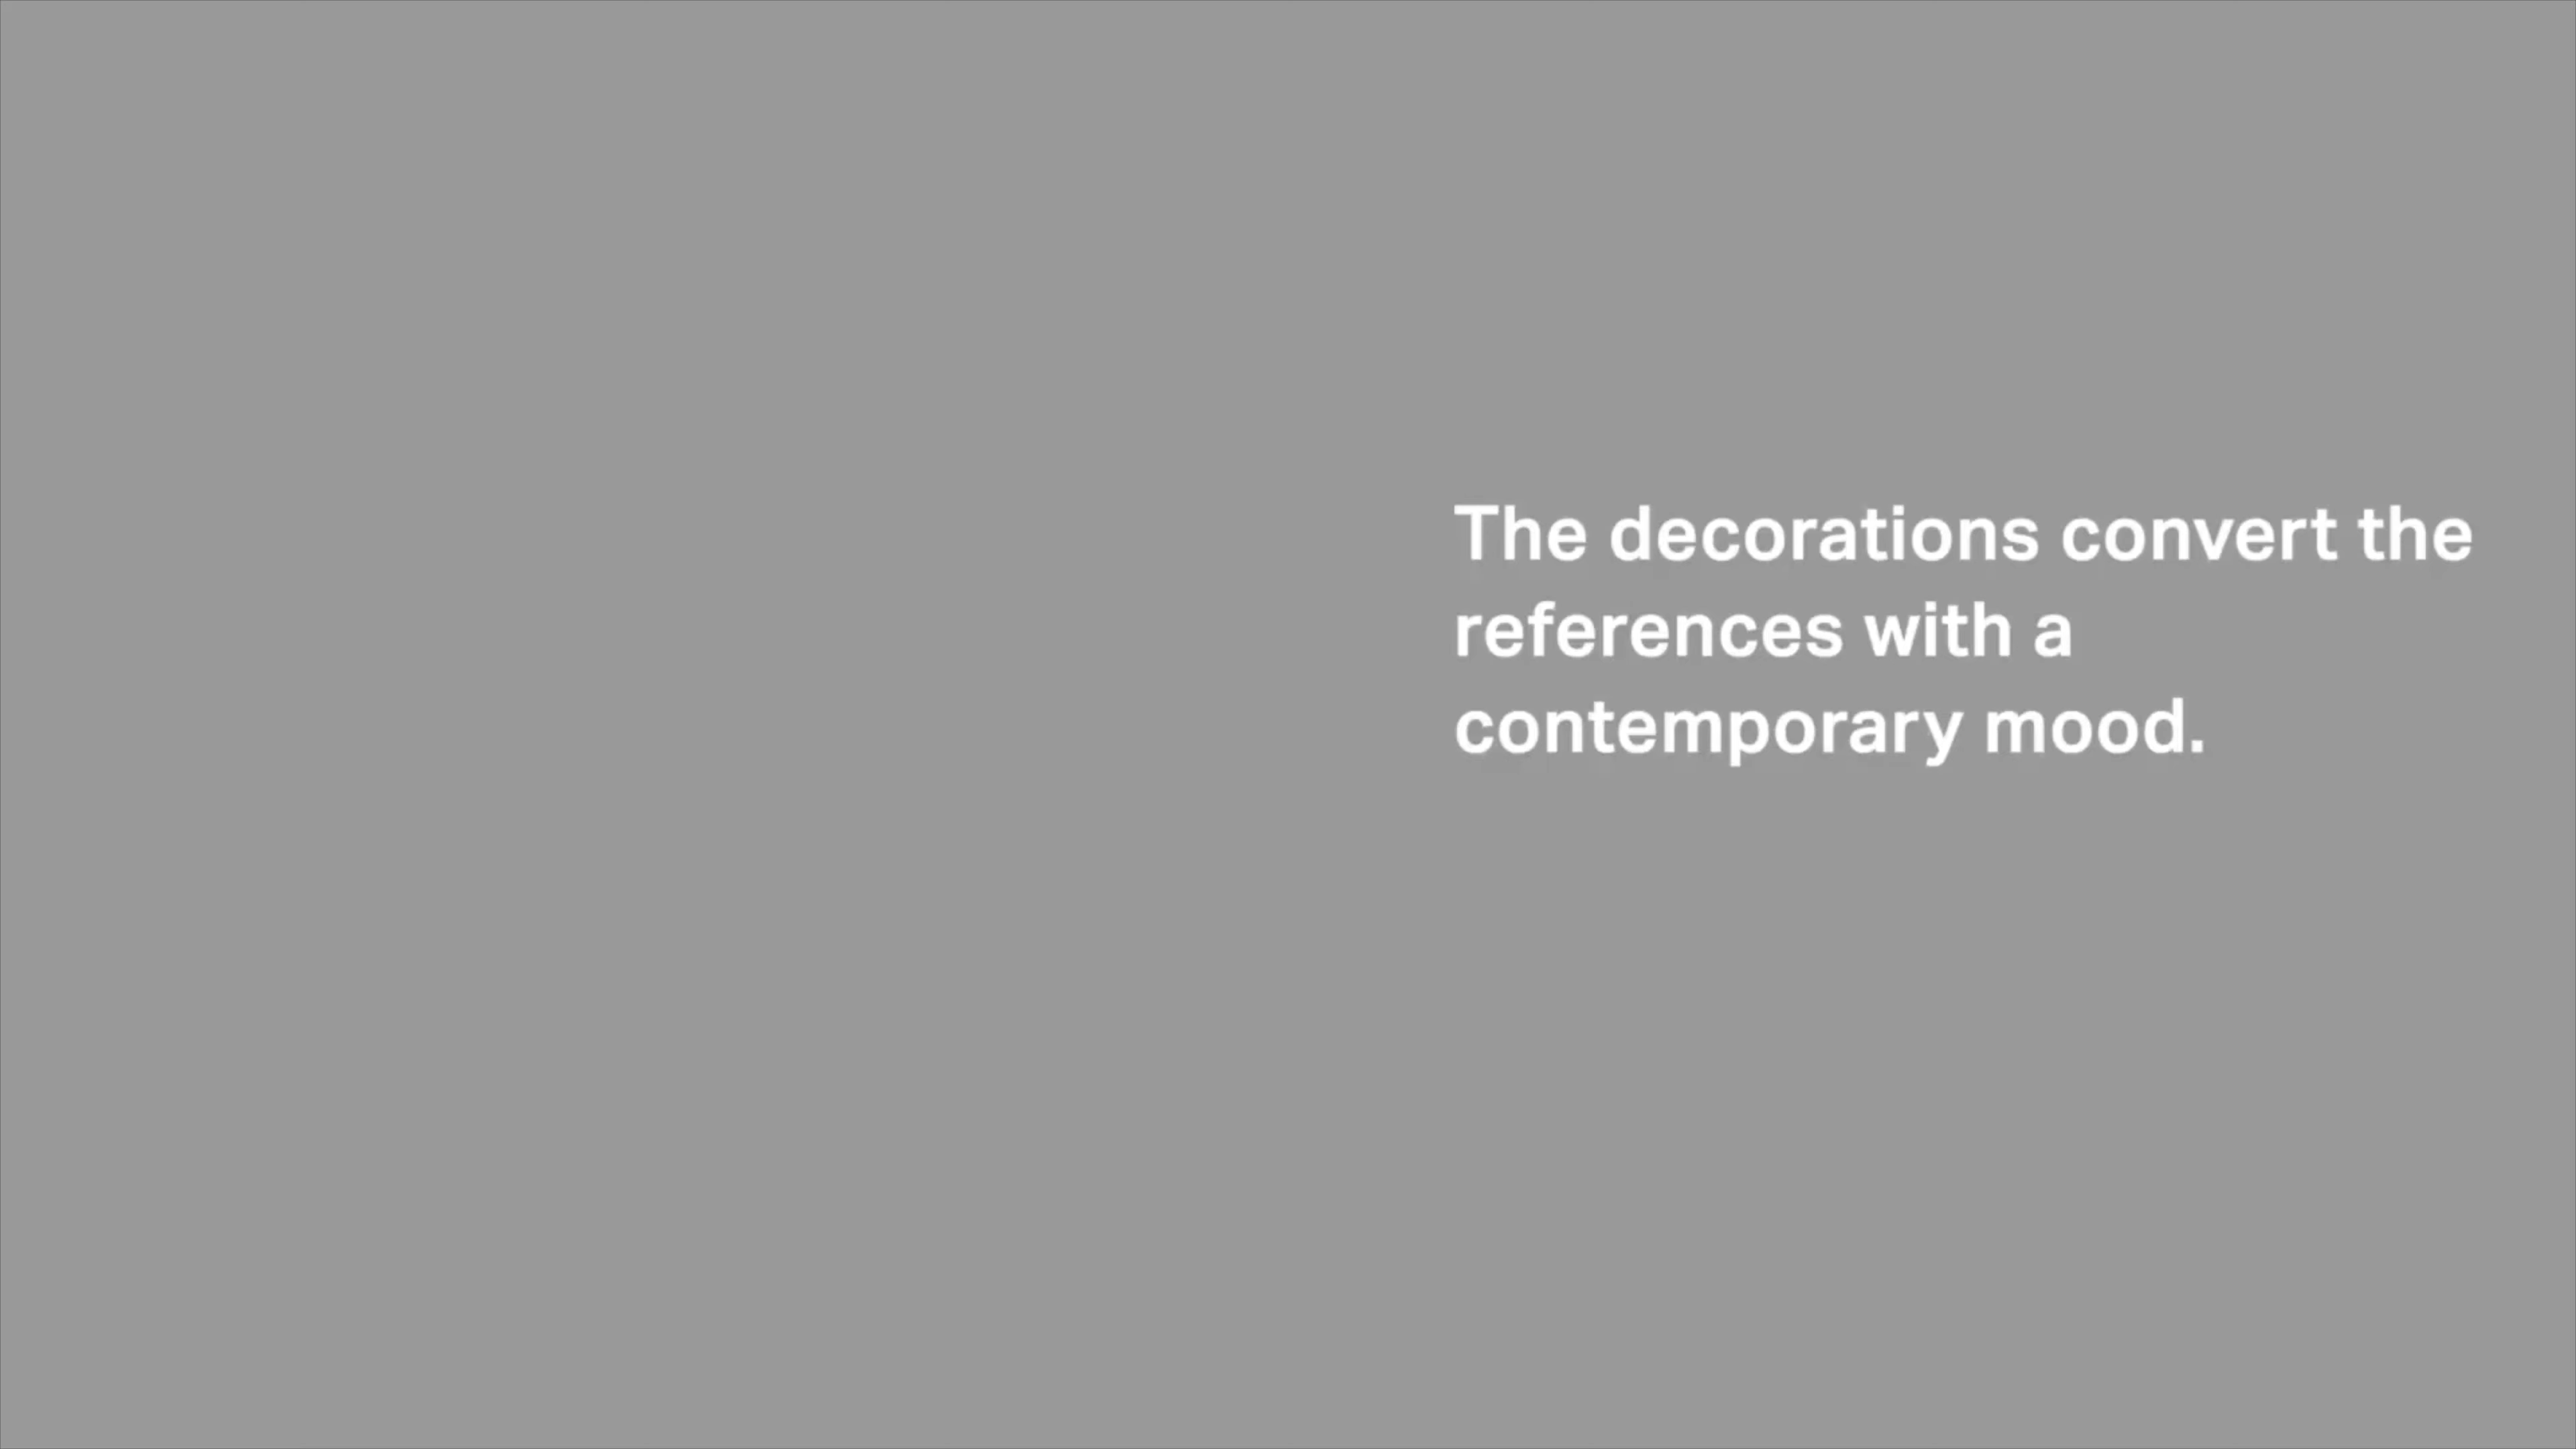 The decorations convert the
references with a
contemporary mood.